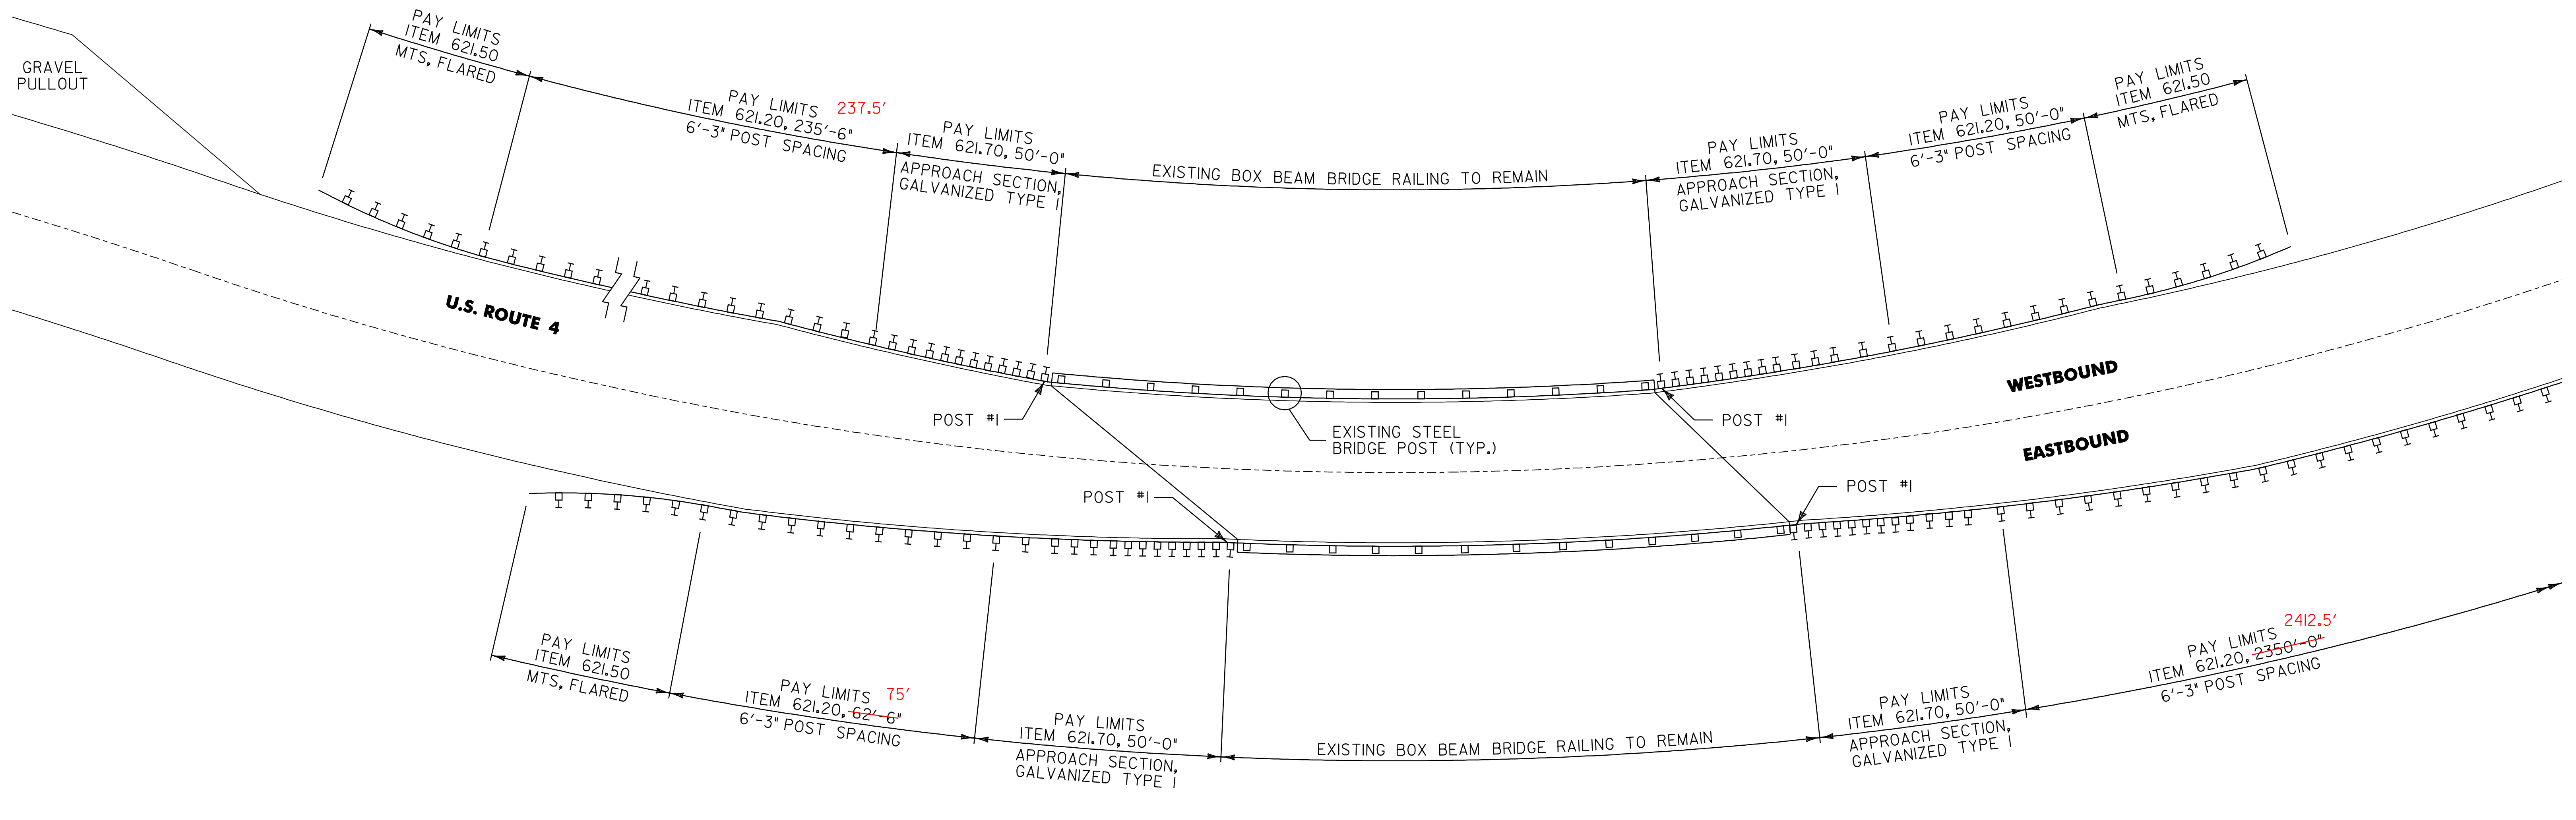 GRAVEL
PULLOUT
PAY LIMITS
ITEM 621.50
MTS, FLARED
PAY LIMITS 237.5'
ITEM 621.20, 235'-6"
6'-3" POST SPACING
PAY LIMITS
ITEM 621.70, 50'-0"
APPROACH SECTION,
GALVANIZED TYPE I
EXISTING BOX BEAM BRIDGE RAILING TO REMAIN
PAY LIMITS
ITEM 621.70, 50'-0"
APPROACH SECTION,
GALVANIZED TYPE I
PAY LIMITS
ITEM 621.20, 50'-0"
6'-3" POST SPACING
PAY LIMITS
ITEM 621.50
MTS, FLARED
U.S. ROUTE 4
WESTBOUND
EASTBOUND
POST #1
EXISTING STEEL
BRIDGE POST (TYP.)
POST #1
POST #1
POST #1
PAY LIMITS
ITEM 621.50
MTS, FLARED
PAY LIMITS 75'
ITEM 621.20, 62'-6"
6'-3" POST SPACING
PAY LIMITS
ITEM 621.70, 50'-0"
APPROACH SECTION,
GALVANIZED TYPE I
EXISTING BOX BEAM BRIDGE RAILING TO REMAIN
PAY LIMITS
ITEM 621.70, 50'-0"
APPROACH SECTION,
GALVANIZED TYPE I
PAY LIMITS 2412.5'
ITEM 621.20, 2350'-0"
6'-3" POST SPACING